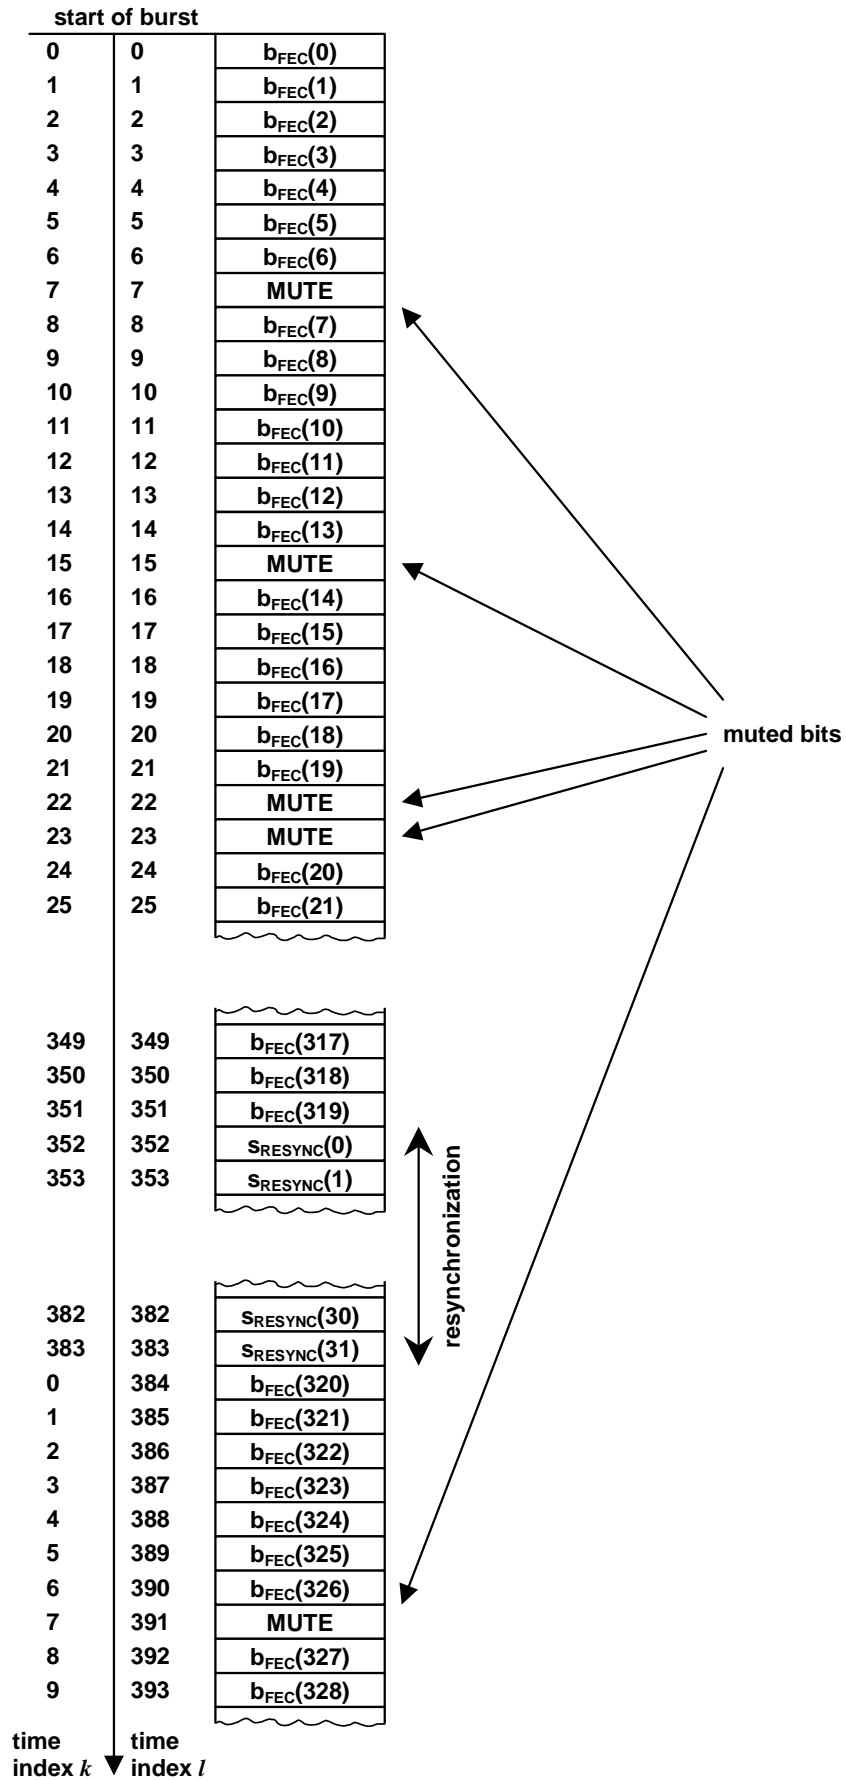 start of burst
0 0 bFEC(0)
1 1 bFEC(1)
2 2 bFEC(2)
3 3 bFEC(3)
4 4 bFEC(4)
5 5 bFEC(5)
6 6 bFEC(6)
7 7 MUTE
8 8 bFEC(7)
9 9 bFEC(8)
10 10 bFEC(9)
11 11 bFEC(10)
12 12 bFEC(11)
13 13 bFEC(12)
14 14 bFEC(13)
15 15 MUTE
16 16 bFEC(14)
17 17 bFEC(15)
18 18 bFEC(16)
19 19 bFEC(17)
20 20 bFEC(18) muted bits
21 21 bFEC(19)
22 22 MUTE
23 23 MUTE
24 24 bFEC(20)
25 25 bFEC(21)
349 349 bFEC(317)
350 350 bFEC(318)
351 351 bFEC(319)
352 352 sRESYNC(0)
353 353 sRESYNC(1)
resynchronization
382 382 sRESYNC(30)
383 383 sRESYNC(31)
0 384 bFEC(320)
1 385 bFEC(321)
2 386 bFEC(322)
3 387 bFEC(323)
4 388 bFEC(324)
5 389 bFEC(325)
6 390 bFEC(326)
7 391 MUTE
8 392 bFEC(327)
9 393 bFEC(328)
time time
index k index l